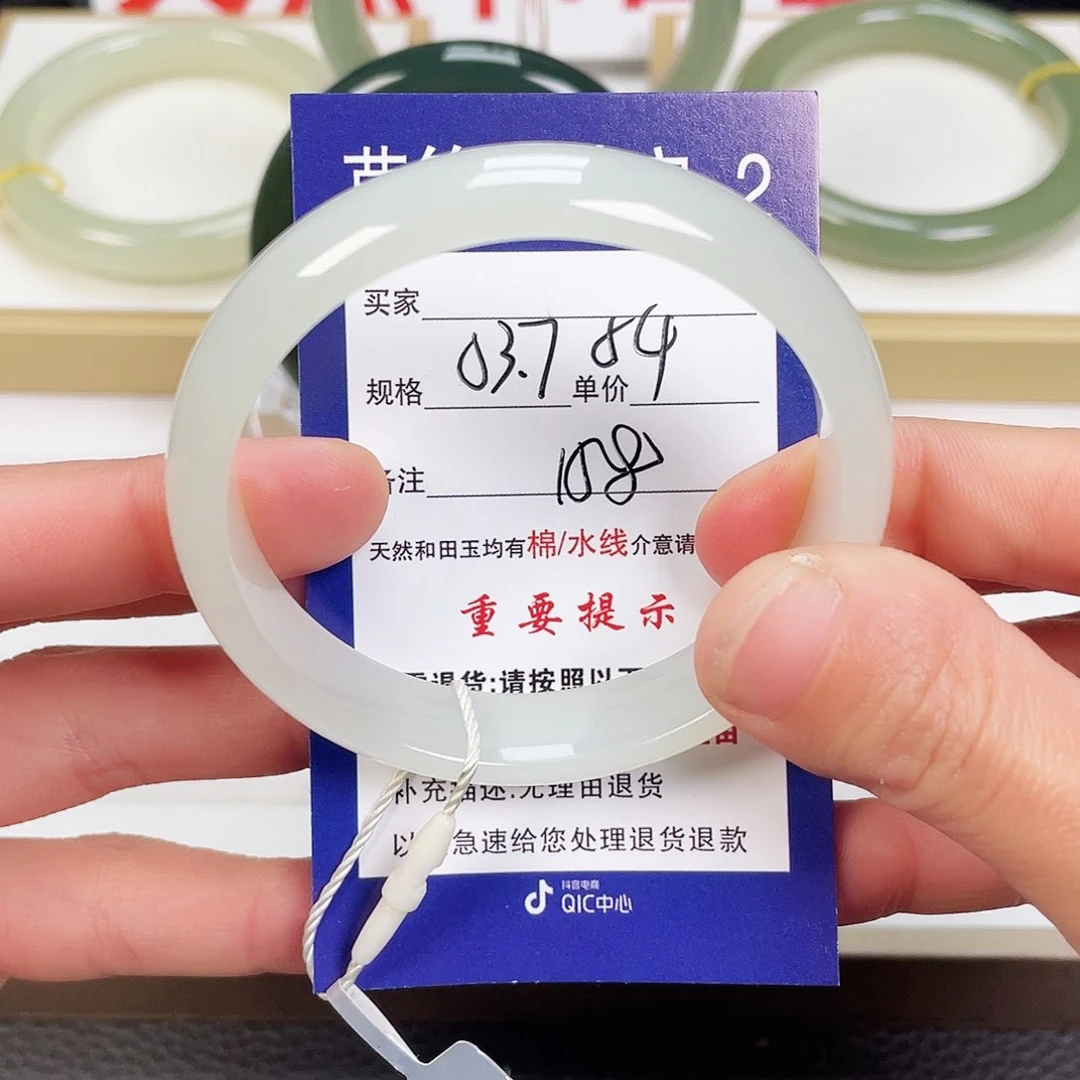 2
买家
规格 03.7 单价 84
备注 108
天然和田玉均有棉/水线介意请
重要提示
退货:请按照以下
补充描述:无理由退货
以 急速给您处理退货退款
抖音电商
QIC中心